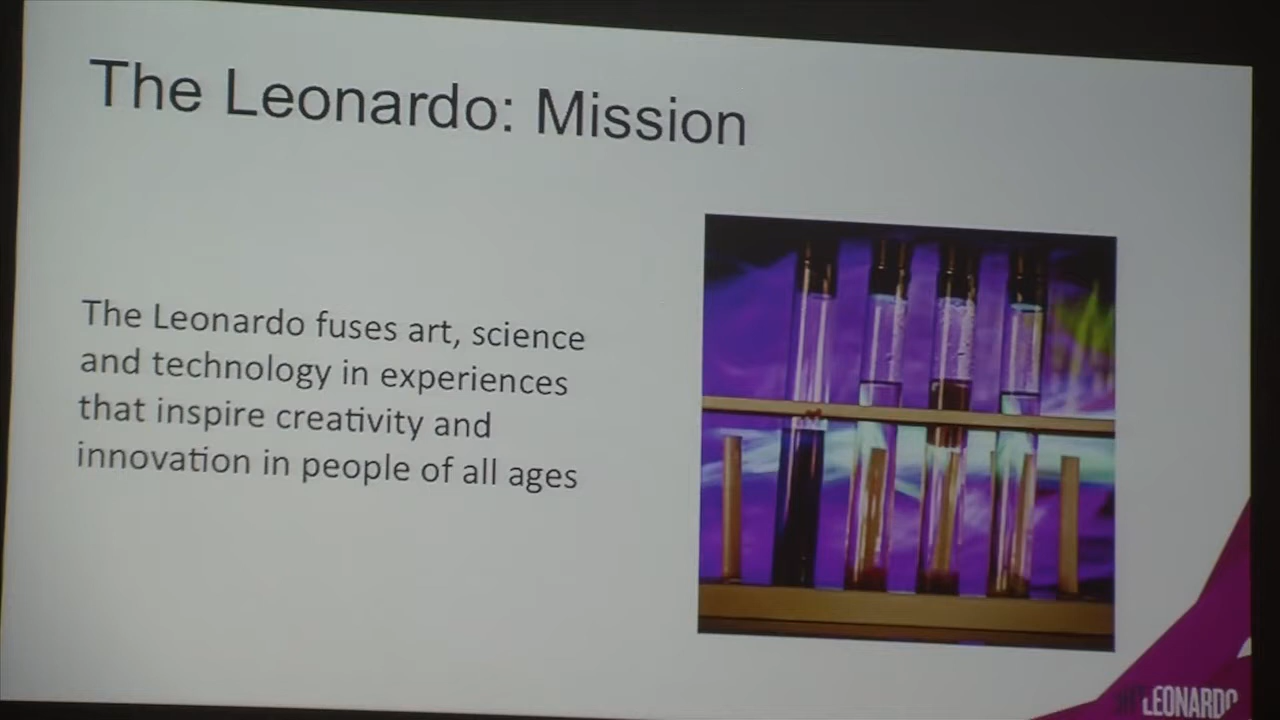 The Leonardo: Mission
The Leonardo fuses art, science
and technology in experiences
that inspire creativity and
innovation in people of all ages
LEONARDO